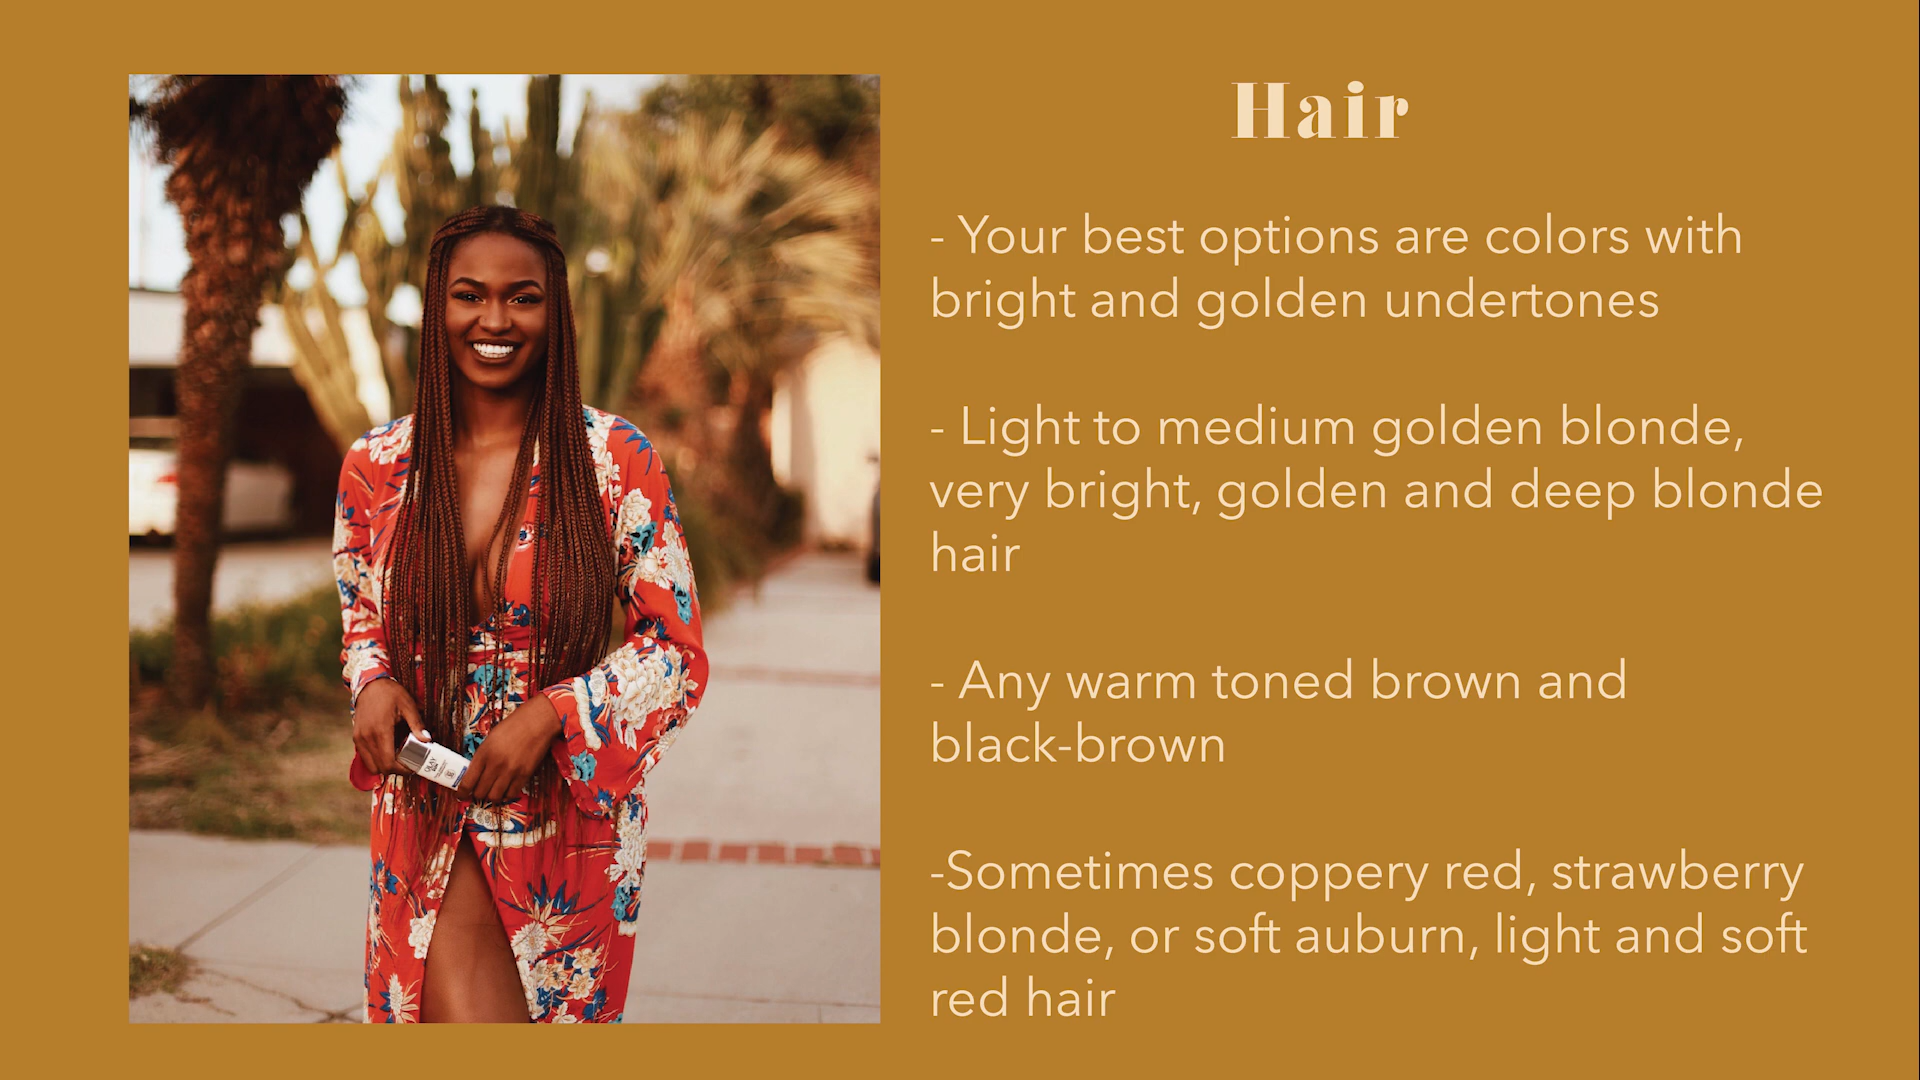 Hair
- Your best options are colors with
bright and golden undertones
- Light to medium golden blonde,
very bright, golden and deep blonde
hair
- Any warm toned brown and
black-brown
-Sometimes coppery red, strawberry
blonde, or soft auburn, light and soft
red hair
OLAY